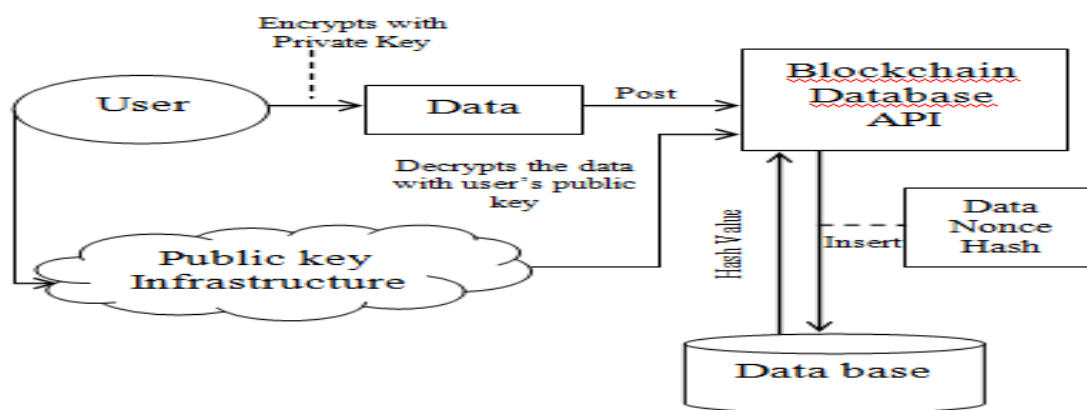 Encrypts with
Private Key
User
Data
Post
Blockchain
Database
API
Decrypts the data
with user's public
key
Public key
Infrastructure
Hash Value
Insert
Data
Nonce
Hash
Data base